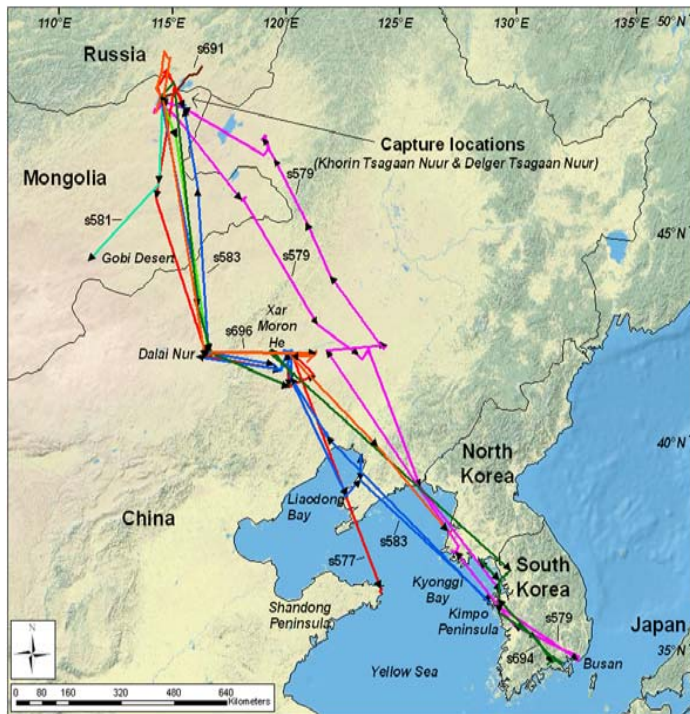 110°E
115°E
120°E
125°E
130°E
135°E
50°N
Russia
s691
Capture locations
(Khorin Tsagaan Nuur & Delger Tsagaan Nuur)
Mongolia
s579
s581
45°N
Gobi Desert
s583
s579
Xar
Moron
He
s696
Dalai Nur
40°N
North
Korea
Liaodong
Bay
China
s583
s577
South
Korea
Kyonggi
Bay
Shandong
Peninsula
Kimpo
Peninsula
s579
Japan
35°N
s694
Busan
Yellow Sea
N
0 80 160 320 480 640
Kilometers